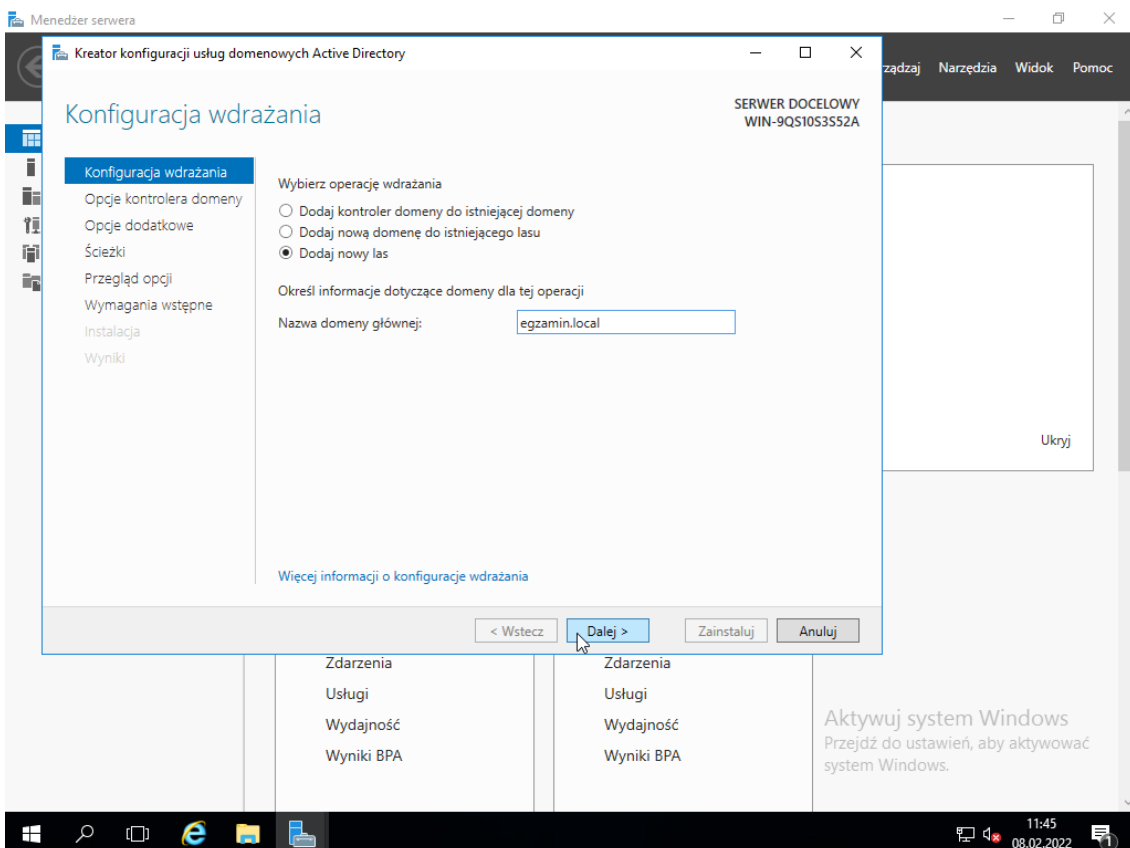 Menedżer serwera
Kreator konfiguracji usług domenowych Active Directory
rządzaj Narzędzia Widok Pomoc
Konfiguracja wdrażania
SERWER DOCELOWY
WIN-9QS10S3S52A
Konfiguracja wdrażania
Opcje kontrolera domeny
Opcje dodatkowe
Ścieżki
Przegląd opcji
Wymagania wstępne
Instalacja
Wyniki
Wybierz operację wdrażania
Dodaj kontroler domeny do istniejącej domeny
Dodaj nową domenę do istniejącego lasu
Dodaj nowy las
Określ informacje dotyczące domeny dla tej operacji
Nazwa domeny głównej: egzamin.local
Ukryj
Więcej informacji o konfiguracje wdrażania
< Wstecz Dalej > Zainstaluj Anuluj
Zdarzenia Zdarzenia
Usługi Usługi
Wydajność Wydajność
Wyniki BPA Wyniki BPA
Aktywuj system Windows
Przejdź do ustawień, aby aktywować
system Windows.
11:45
08.02.2022
1